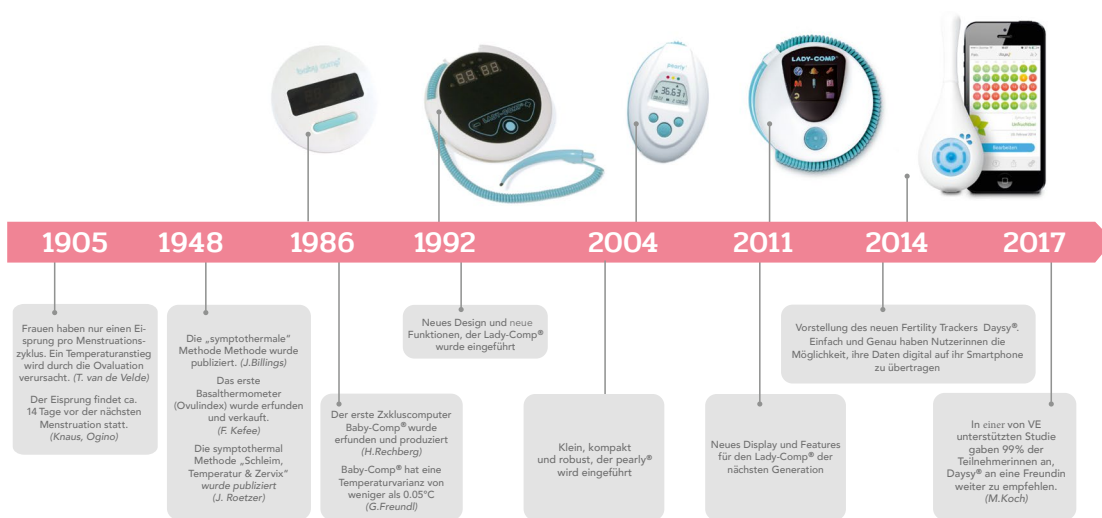 baby away
LADY-COMP
pearly
36.63
LADY-COMP
1905
1948
1986
1992
2004
2011
2014
2017
Frauen haben nur einen Ei-
sprung pro Menstruations-
zyklus. Ein Temperaturanstieg
wird durch die Ovaluation
verursacht. (T. van de Velde)
Der Eisprung findet ca.
14 Tage vor der nächsten
Menstruation statt.
(Knaus, Ogino)
Die „symptothermale“
Methode Methode wurde
publiziert. (J.Billings)
Das erste
Basalthermometer
(Ovulindex) wurde erfunden
und verkauft.
(F. Kefee)
Die symptothermal
Methode „Schleim,
Temperatur & Zervix“
wurde publiziert
(J. Roetzer)
Der erste Zxkluscomputer
Baby-Comp® wurde
erfunden und produziert
(H.Rechberg)
Baby-Comp® hat eine
Temperaturvarianz von
weniger als 0.05°C
(G.Freundl)
Neues Design und neue
Funktionen, der Lady-Comp®
wurde eingeführt
Klein, kompakt
und robust, der pearly®
wird eingeführt
Neues Display und Features
für den Lady-Comp® der
nächsten Generation
Vorstellung des neuen Fertility Trackers Daysy®.
Einfach und Genau haben Nutzerinnen die
Möglichkeit, ihre Daten digital auf ihr Smartphone
zu übertragen
In einer von VE
unterstützten Studie
gaben 99% der
Teilnehmerinnen an,
Daysy® an eine Freundin
weiter zu empfehlen.
(M.Koch)